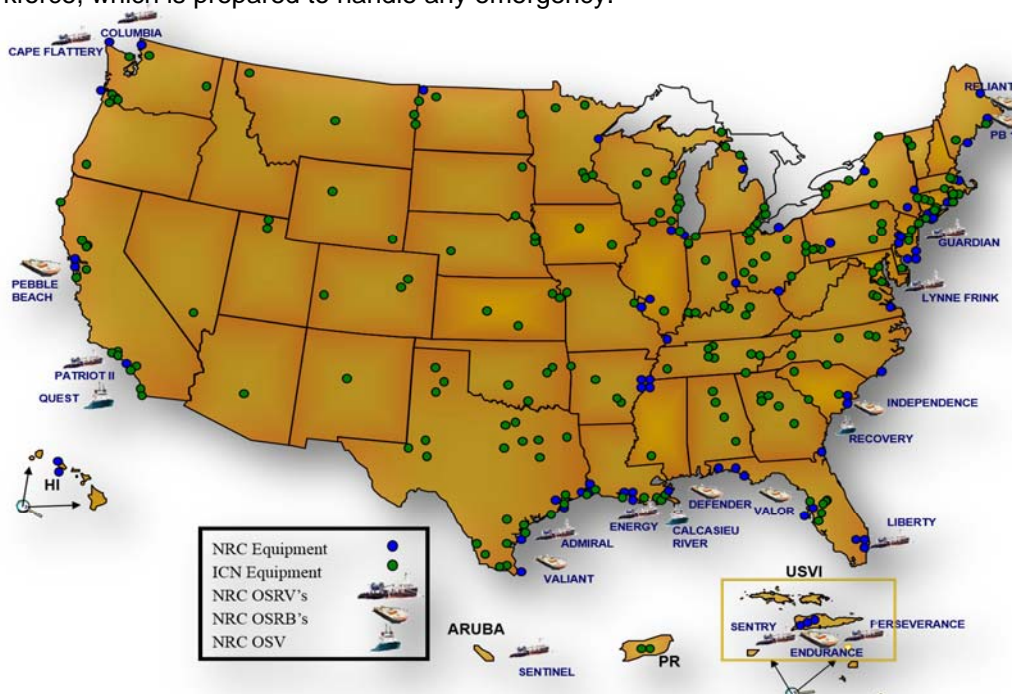 kforce, which is prepared to handle any emergency.
COLUMBIA
CAPE FLATTERY
RELIANT
PB 1
GUARDIAN
LYNNE FRINK
PEBBLE
BEACH
PATRIOT II
QUEST
INDEPENDENCE
RECOVERY
HI
DEFENDER
VALOR
ENERGY
CALCASIEU
RIVER
LIBERTY
ADMIRAL
VALIANT
NRC Equipment
ICN Equipment
NRC OSRV's
NRC OSRB's
NRC OSV
USVI
SENTRY
PERSEVERANCE
ENDURANCE
ARUBA
SENTINEL
PR